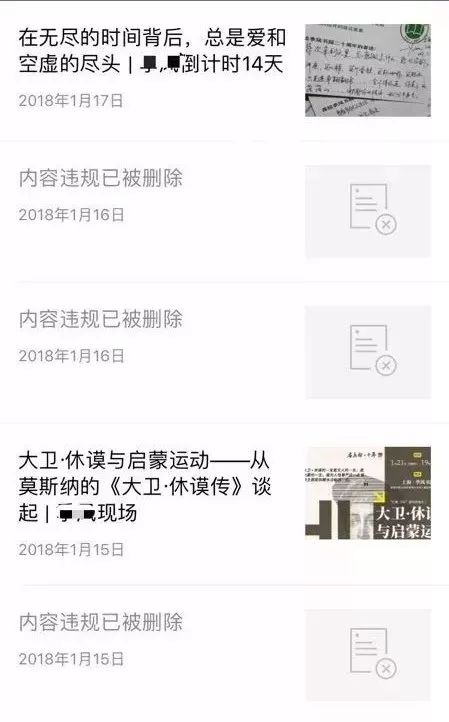 在无尽的时间背后，总是爱和
空虚的尽头 | 到计时14天
2018年1月17日
内容违规已被删除
2018年1月16日
内容违规已被删除
2018年1月16日
大卫·休谟与启蒙运动——从
莫斯纳的《大卫·休谟传》谈
起 | 现场
2018年1月15日
大卫·休谟
与启蒙运
内容违规已被删除
2018年1月15日